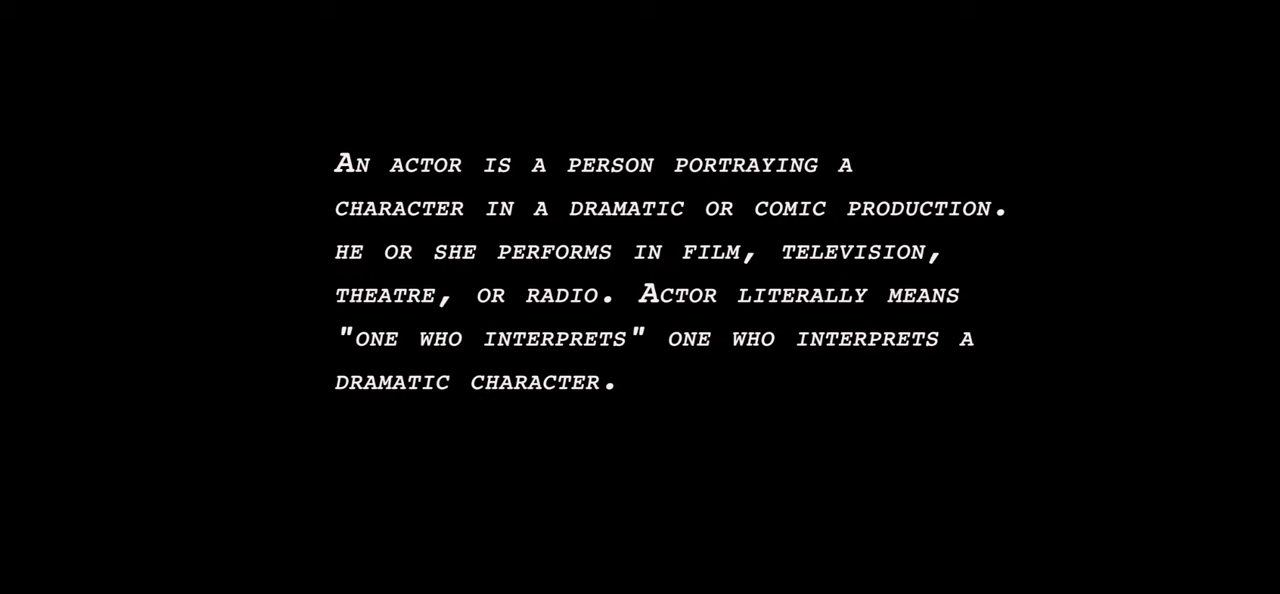 An actor is a person portraying a
character in a dramatic or comic production.
he or she performs in film, television,
theatre, or radio. Actor literally means
"one who interprets" one who interprets a
dramatic character.